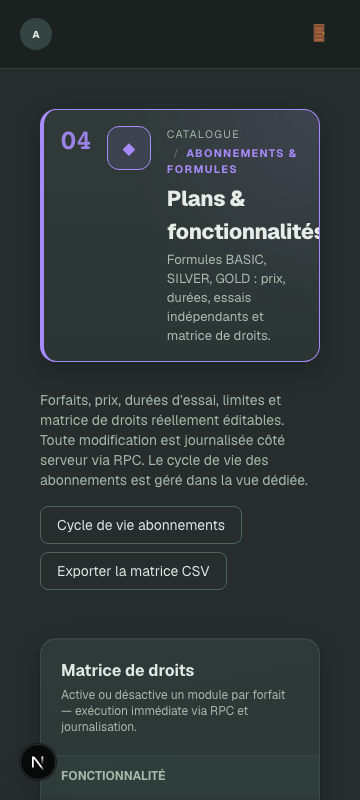 A
04
CATALOGUE
/ ABONNEMENTS &
FORMULES
Plans &
fonctionnalités
Formules BASIC,
SILVER, GOLD : prix,
durées, essais
indépendants et
matrice de droits.
Forfaits, prix, durées d'essai, limites et
matrice de droits réellement éditables.
Toute modification est journalisée côté
serveur via RPC. Le cycle de vie des
abonnements est géré dans la vue dédiée.
Cycle de vie abonnements
Exporter la matrice CSV
Matrice de droits
Active ou désactive un module par forfait
— exécution immédiate via RPC et
journalisation.
N
FONCTIONNALITÉ